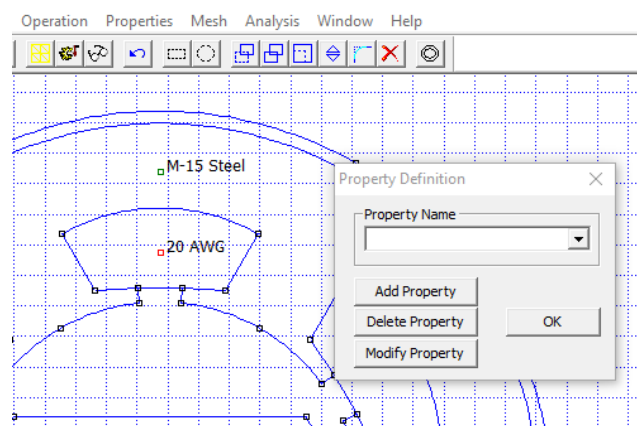 Operation Properties Mesh Analysis Window Help
M-15 Steel
20 AWG
Property Definition
Property Name
Add Property
Delete Property
OK
Modify Property